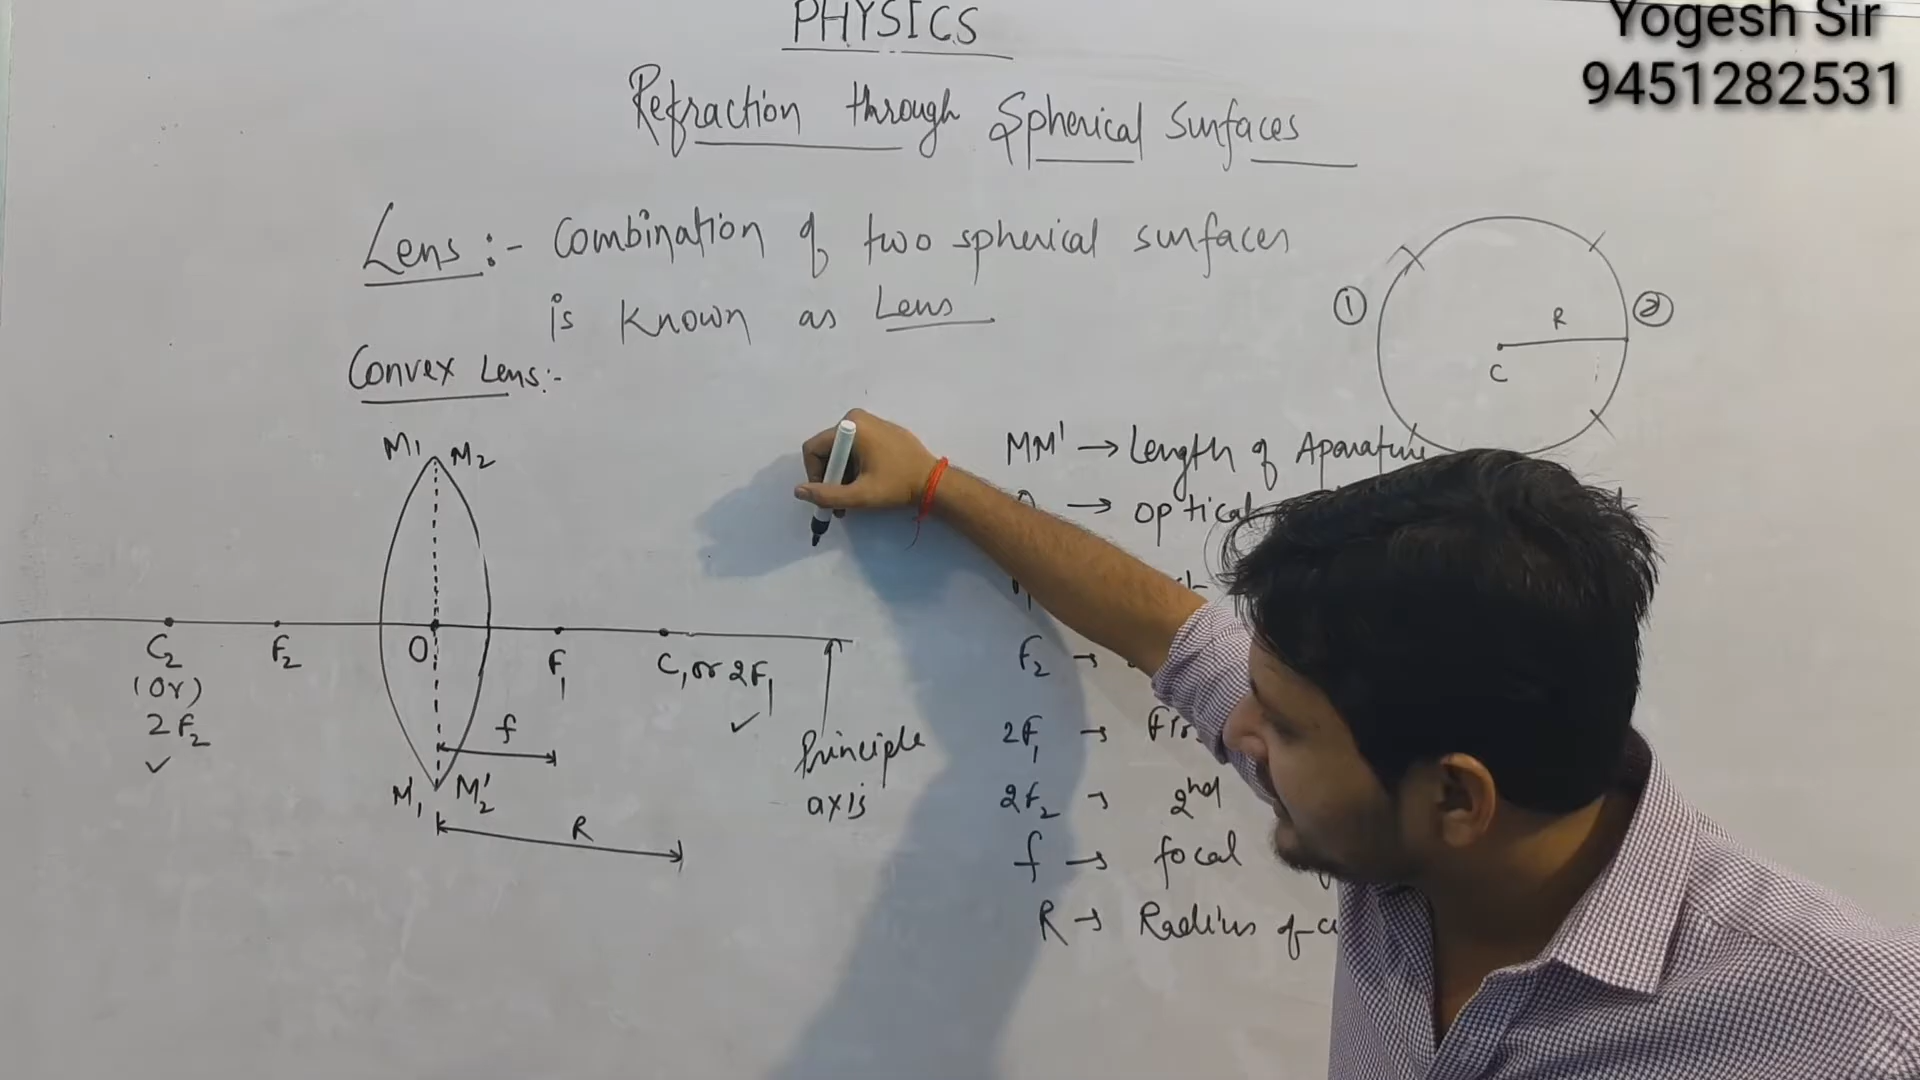 PHYSICS
Yogesh Sir
9451282531
Refraction through Spherical Surfaces
Lens :- Combination of two spherical surfaces
is known as Lens
① R ②
C
Convex Lens:-
M1 M2
MM' → Length of Aparature
→ optical
C2 F2 O F1 C1 or 2F1
(or)
2F2
f
Principle
axis
M1' M2'
R
F2 →
2F1 → Firs
2F2 → 2nd
f → focal
R → Radius of